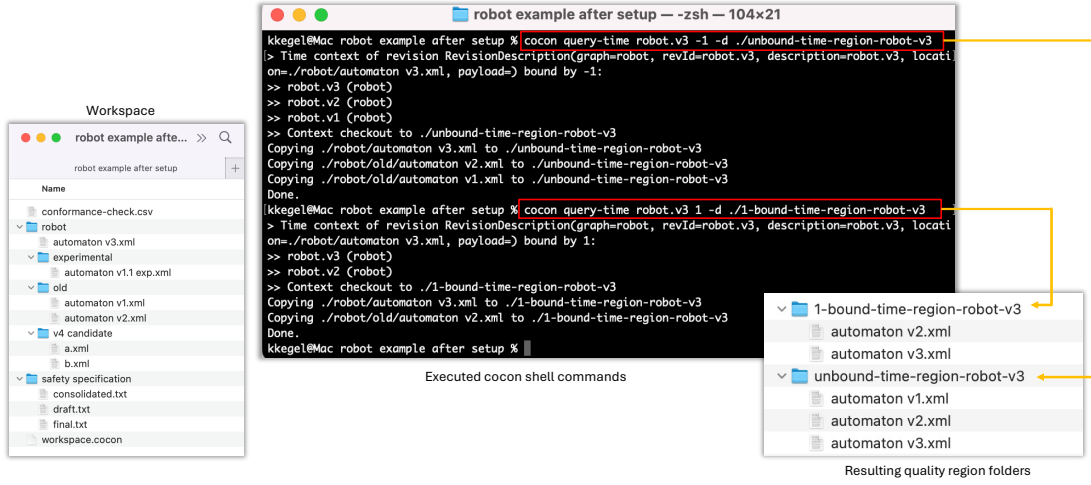 Workspace
robot example afte...
robot example after setup
+
Name
conformance-check.csv
robot
automaton v3.xml
experimental
automaton v1.1 exp.xml
old
automaton v1.xml
automaton v2.xml
v4 candidate
a.xml
b.xml
safety specification
consolidated.txt
draft.txt
final.txt
workspace.cocon
robot example after setup — -zsh — 104×21
kkegel@Mac robot example after setup % cocon query-time robot.v3 -1 -d ./unbound-time-region-robot-v3
[> Time context of revision RevisionDescription(graph=robot, revId=robot.v3, description=robot.v3, locati]
on=./robot/automaton v3.xml, payload=) bound by -1:
>> robot.v3 (robot)
>> robot.v2 (robot)
>> robot.v1 (robot)
>> Context checkout to ./unbound-time-region-robot-v3
Copying ./robot/automaton v3.xml to ./unbound-time-region-robot-v3
Copying ./robot/old/automaton v2.xml to ./unbound-time-region-robot-v3
Copying ./robot/old/automaton v1.xml to ./unbound-time-region-robot-v3
Done.
[kkegel@Mac robot example after setup % cocon query-time robot.v3 1 -d ./1-bound-time-region-robot-v3 ]
> Time context of revision RevisionDescription(graph=robot, revId=robot.v3, description=robot.v3, locati
on=./robot/automaton v3.xml, payload=) bound by 1:
>> robot.v3 (robot)
>> robot.v2 (robot)
>> Context checkout to ./1-bound-time-region-robot-v3
Copying ./robot/automaton v3.xml to ./1-bound-time-region-robot-v3
Copying ./robot/old/automaton v2.xml to ./1-bound-time-region-robot-v3
Done.
kkegel@Mac robot example after setup %
Executed cocon shell commands
1-bound-time-region-robot-v3
automaton v2.xml
automaton v3.xml
unbound-time-region-robot-v3
automaton v1.xml
automaton v2.xml
automaton v3.xml
Resulting quality region folders